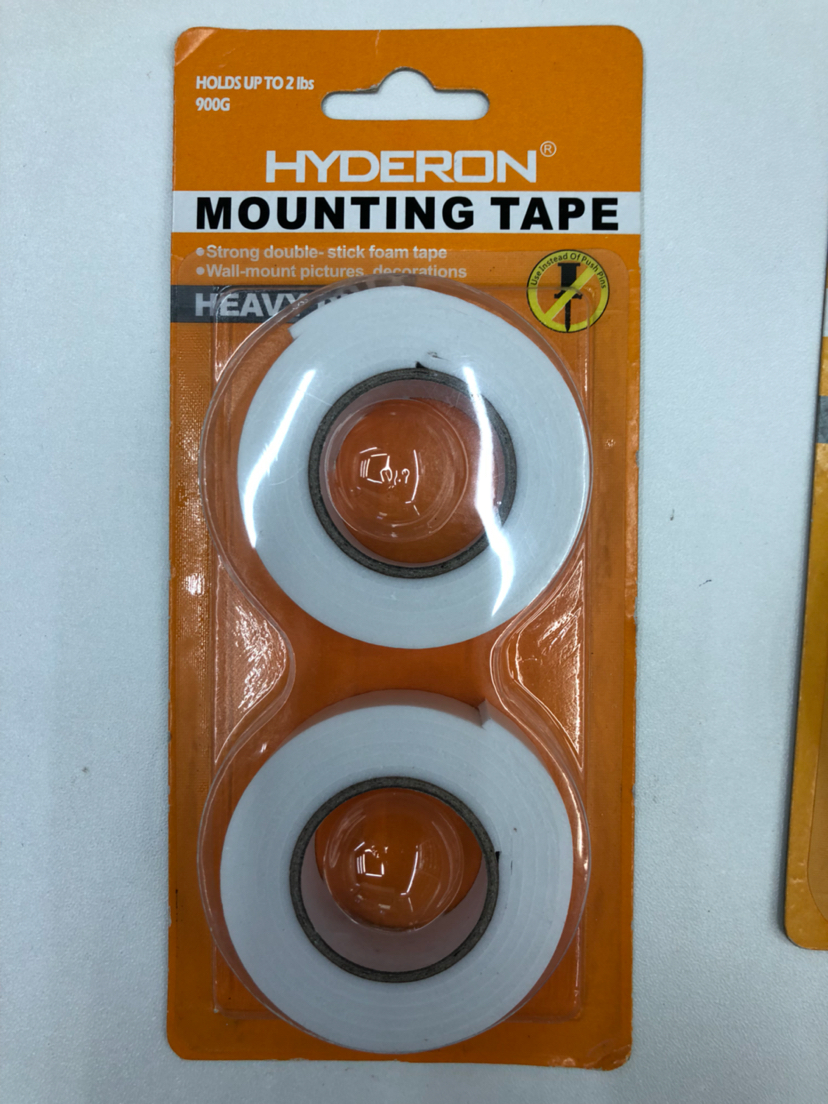 HOLDS UP TO 2 lbs
900G
HYDERON®
MOUNTING TAPE
•Strong double- stick foam tape
•Wall-mount pictures, decorations
Use Instead Of Push Pins
HEAVY